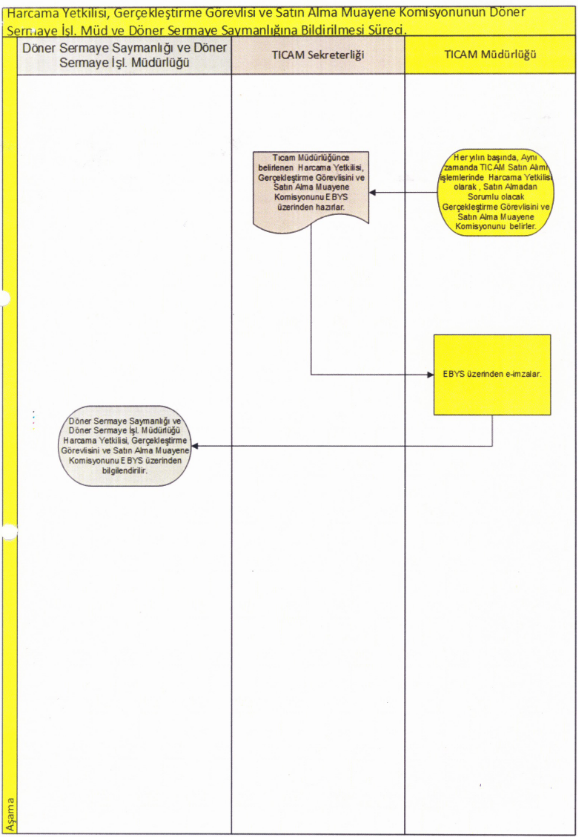 Harcama Yetkilisi, Gerçekleştirme Görevlisi ve Satın Alma Muayene Komisyonunun Döner
Sermaye İşl. Müd ve Döner Sermaye Saymanlığına Bildirilmesi Süreci.
Döner Sermaye Saymanlığı ve Döner
Sermaye İşl. Müdürlüğü
TICAM Sekreterliği
TICAM Müdürlüğü
Tıcam Müdürlüğünce
belirlenen Harcama Yetkilisi,
Gerçekleştirme Görevlisini ve
Satın Alma Muayene
Komisyonunu EBYS
üzerinden hazırlar.
Her yılın başında, Aynı
zamanda TICAM Satın Alım
işlemlerinde Harcama Yetkilisi
olarak , Satın Almadan
Sorumlu olacak
Gerçekleştirme Görevlisini ve
Satın Alma Muayene
Komisyonunu belirler.
EBYS üzerinden e-imzalar.
Döner Sermaye Saymanlığı ve
Döner Sermaye İşl. Müdürlüğü
Harcama Yetkilisi, Gerçekleştirme
Görevlisini ve Satın Alma Muayene
Komisyonunu EBYS üzerinden
bilgilendirilir.
Aşama